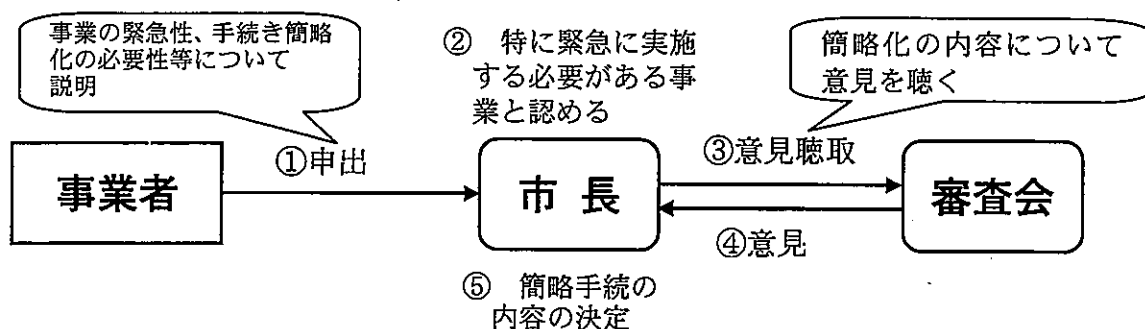 事業の緊急性、手続き簡略
化の必要性等について
説明
①申出
事業者
② 特に緊急に実施
する必要がある事
業と認める
市長
⑤ 簡略手続の
内容の決定
簡略化の内容について
意見を聴く
③意見聴取
④意見
審査会